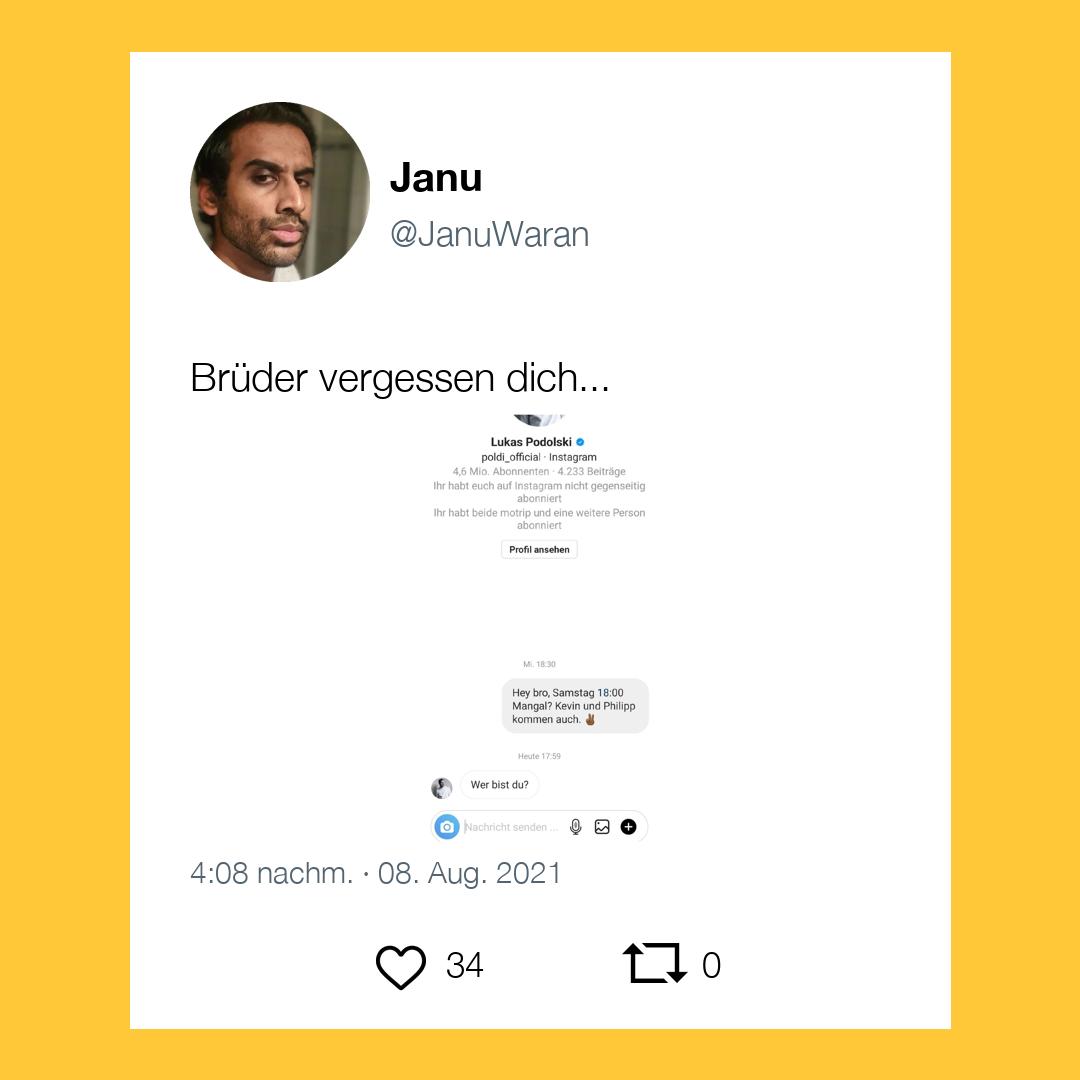 Janu
@JanuWaran
Brüder vergessen dich...
Lukas Podolski
poldi_official · Instagram
4,6 Mio. Abonnenten · 4.233 Beiträge
Ihr habt euch auf Instagram nicht gegenseitig
abonniert
Ihr habt beide motrip und eine weitere Person
abonniert
Profil ansehen
Mi. 18:30
Hey bro, Samstag 18:00
Mangal? Kevin und Philipp
kommen auch. ✌🏾
Heute 17:59
Wer bist du?
Nachricht senden ...
4:08 nachm. · 08. Aug. 2021
34
0